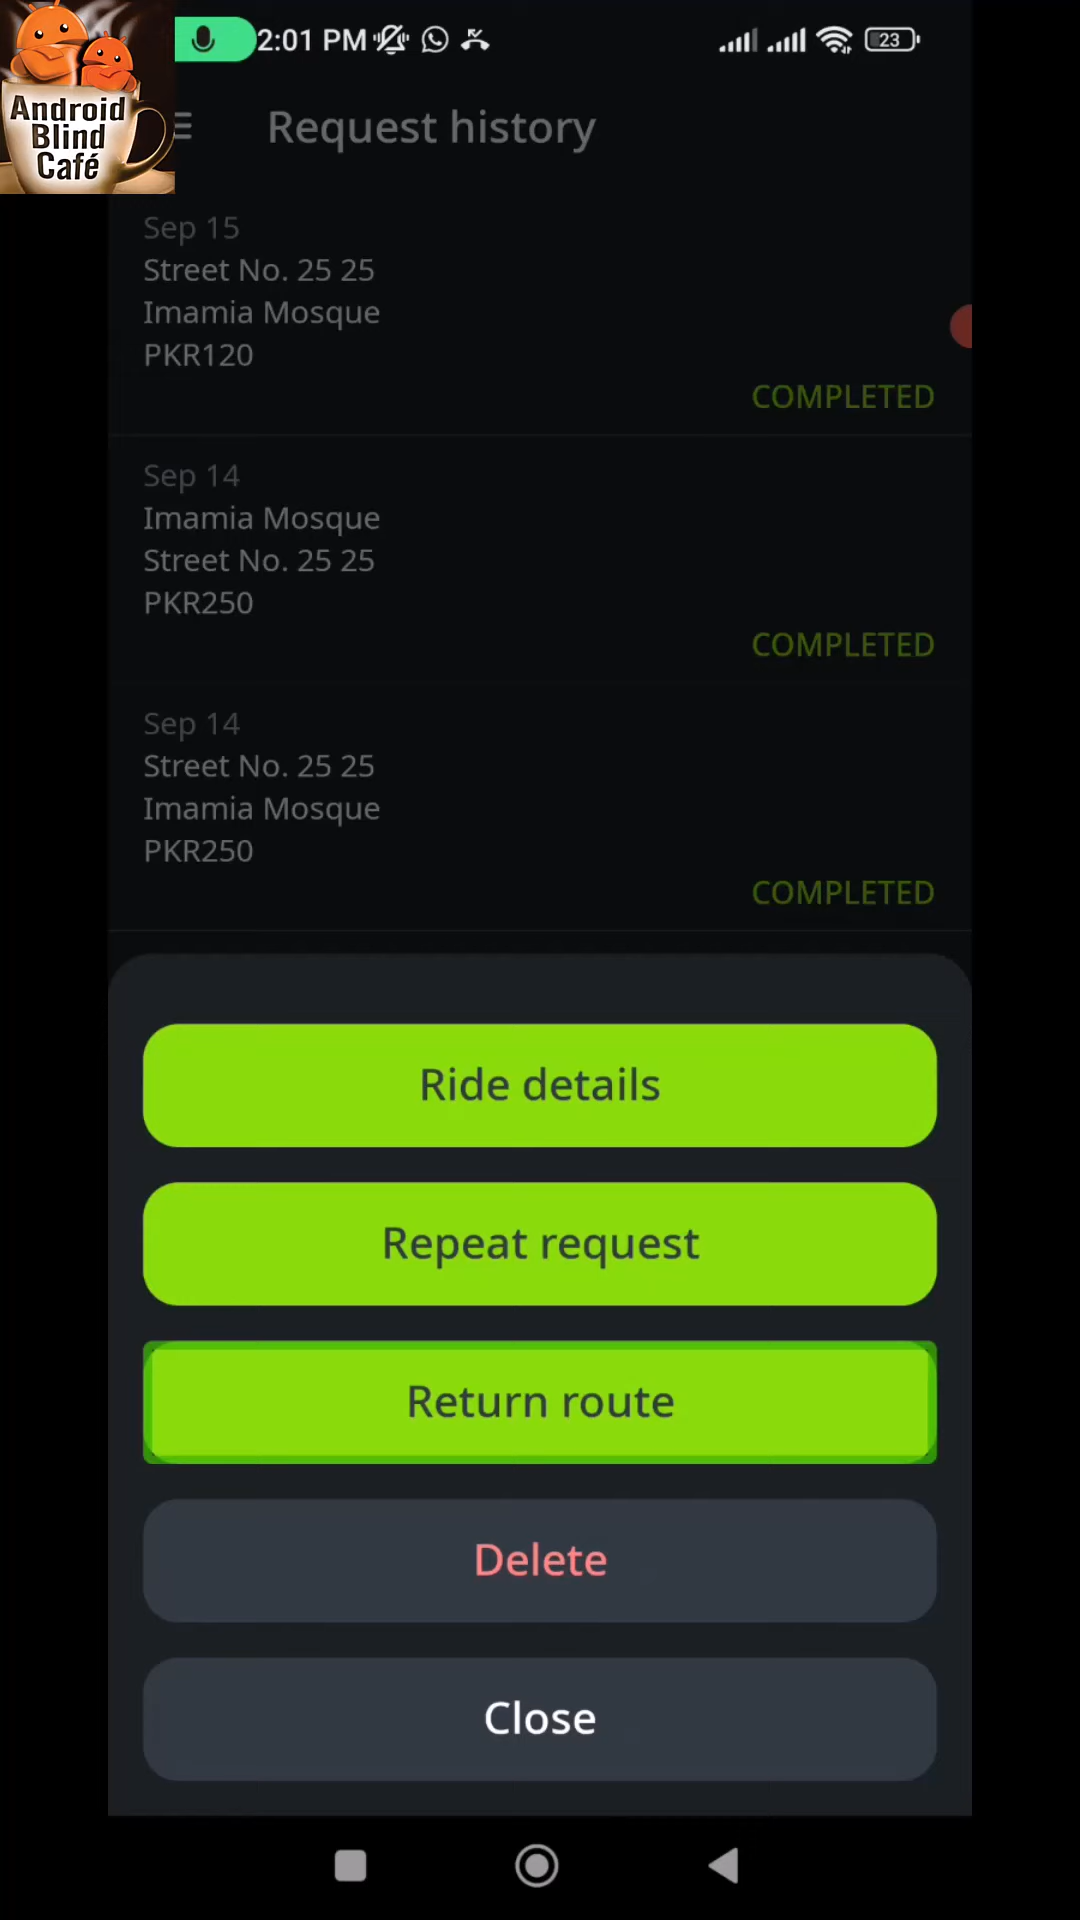 Android
Blind
Café
2:01 PM
23
Request history
Sep 15
Street No. 25 25
Imamia Mosque
PKR120
COMPLETED
Sep 14
Imamia Mosque
Street No. 25 25
PKR250
COMPLETED
Sep 14
Street No. 25 25
Imamia Mosque
PKR250
COMPLETED
Ride details
Repeat request
Return route
Delete
Close